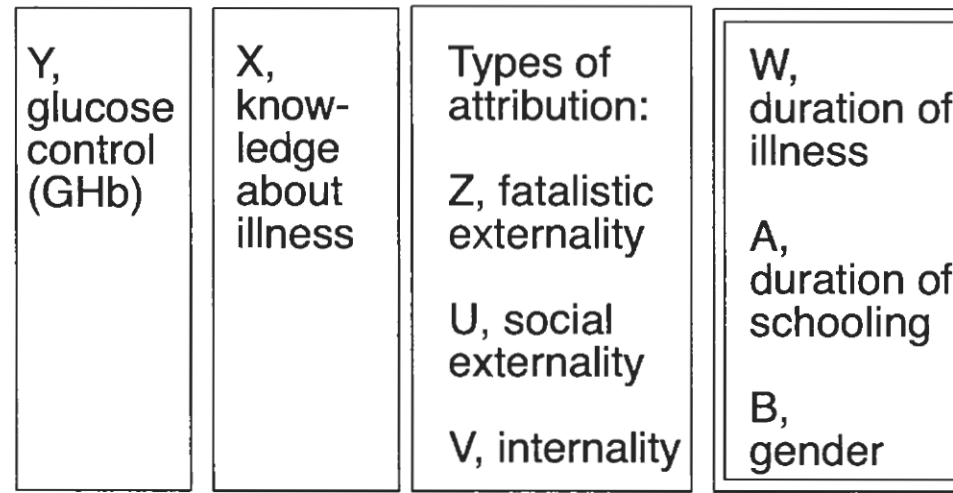 Y,
glucose
control
(GHb)
X,
know-
ledge
about
illness
Types of
attribution:
Z, fatalistic
externality
U, social
externality
V, internality
W,
duration of
illness
A,
duration of
schooling
B,
gender